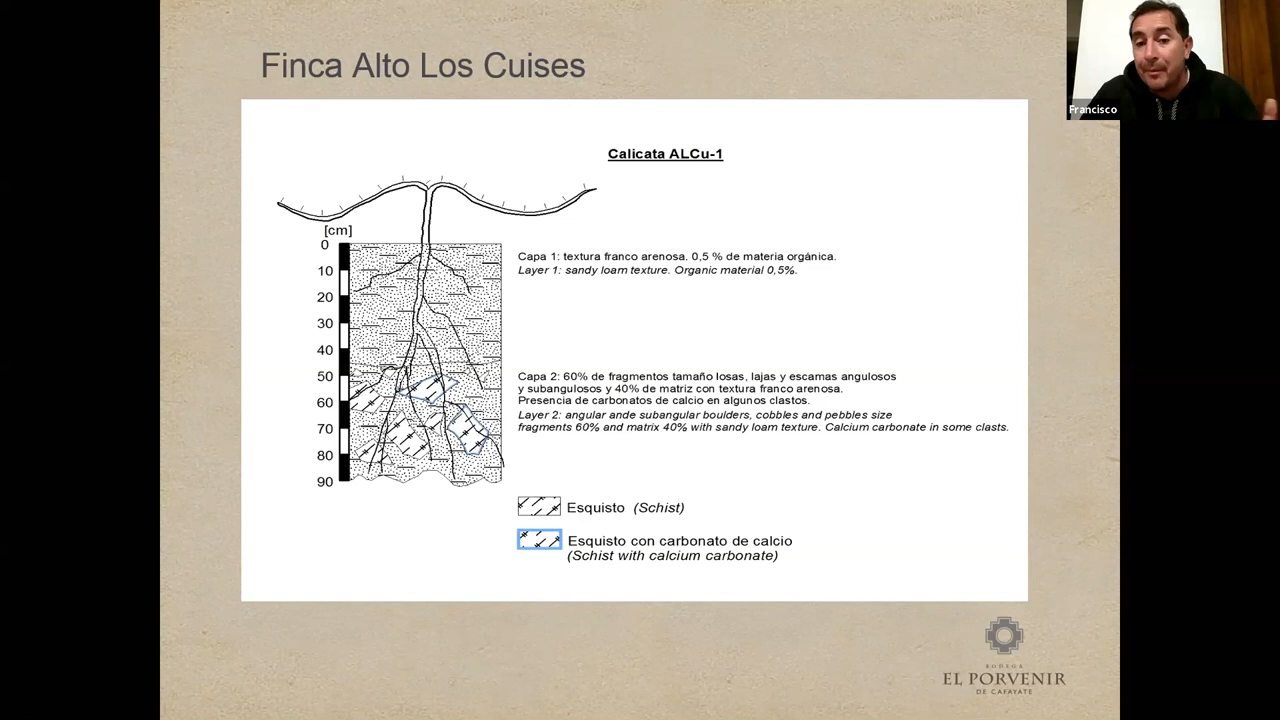 Finca Alto Los Cuises
Francisco
Calicata ALCu-1
[cm]
0
10
20
30
40
50
60
70
80
90
Capa 1: textura franco arenosa. 0,5 % de materia orgánica.
Layer 1: sandy loam texture. Organic material 0,5%.
Capa 2: 60% de fragmentos tamaño losas, lajas y escamas angulosos
y subangulosos y 40% de matriz con textura franco arenosa.
Presencia de carbonatos de calcio en algunos clastos.
Layer 2: angular ande subangular boulders, cobbles and pebbles size
fragments 60% and matrix 40% with sandy loam texture. Calcium carbonate in some clasts.
Esquisto (Schist)
Esquisto con carbonato de calcio
(Schist with calcium carbonate)
BODEGA
EL PORVENIR
DE CAFAYATE